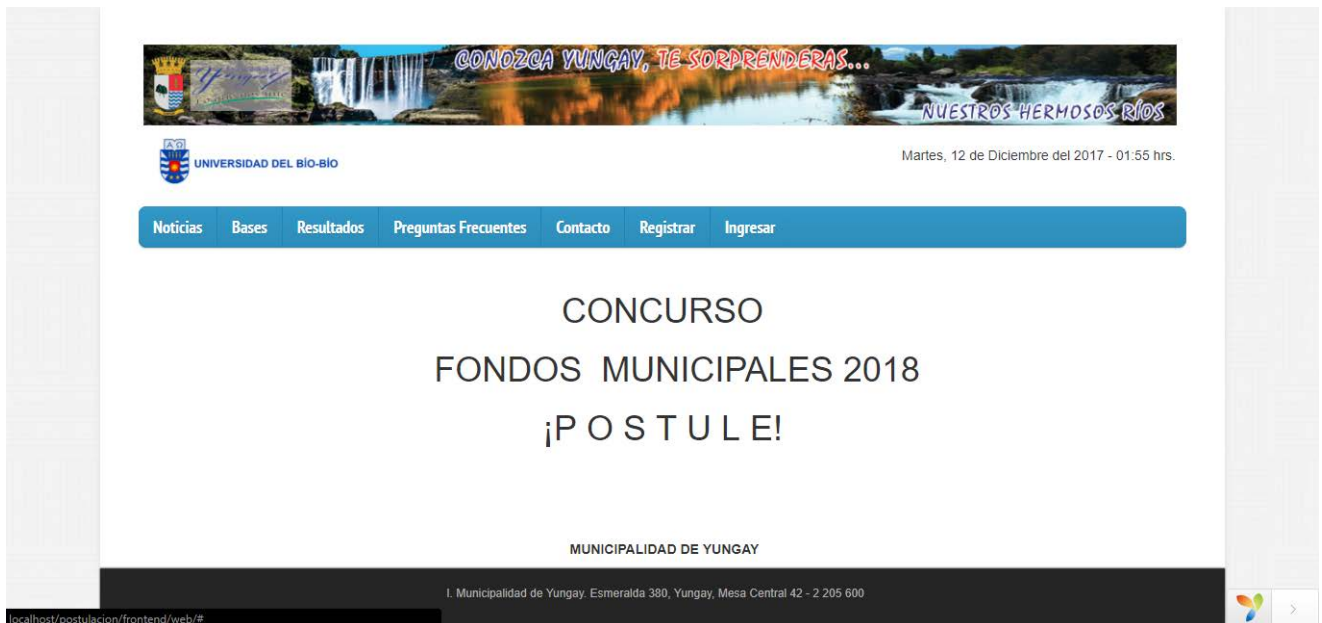 CONOZCA YUNGAY, TE SORPRENDERAS...
Yungay
NUESTROS HERMOSOS RÍOS
UNIVERSIDAD DEL BÍO-BÍO
Martes, 12 de Diciembre del 2017 - 01:55 hrs.
Noticias Bases Resultados Preguntas Frecuentes Contacto Registrar Ingresar
CONCURSO
FONDOS MUNICIPALES 2018
¡P O S T U L E!
MUNICIPALIDAD DE YUNGAY
I. Municipalidad de Yungay. Esmeralda 380, Yungay, Mesa Central 42 - 2 205 600
localhost/postulacion/frontend/web/#